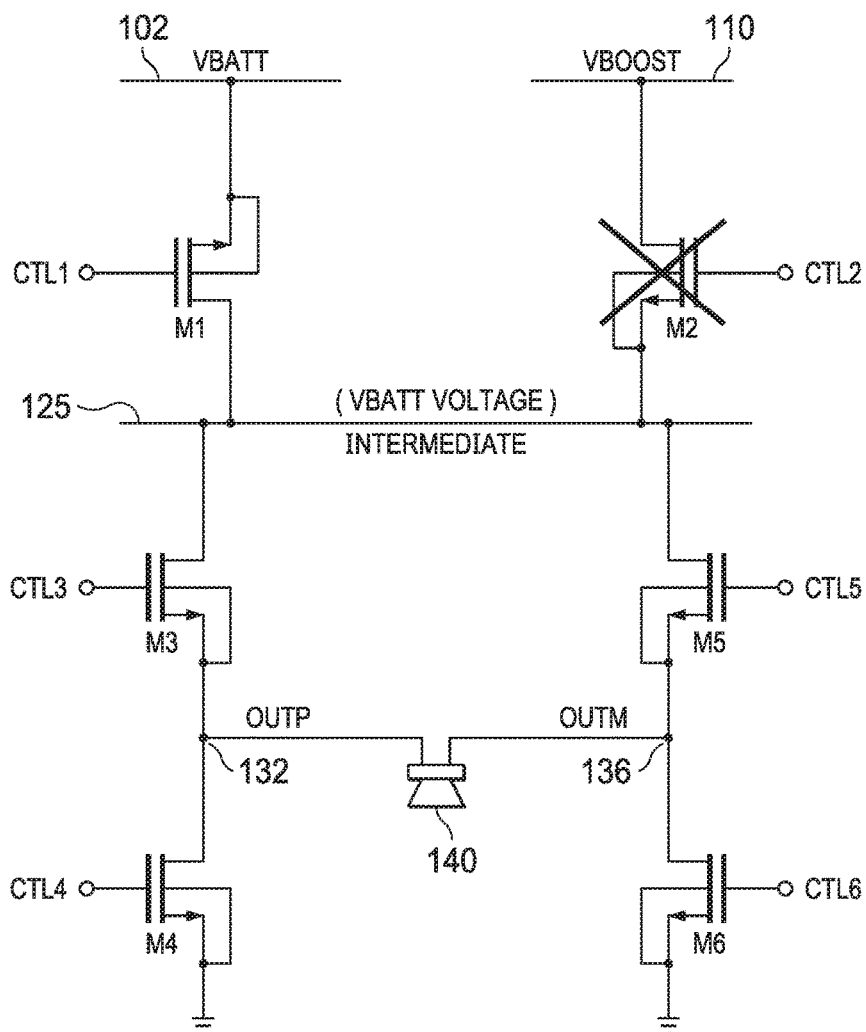 102
VBATT
110
VBOOST
CTL1
M1
CTL2
M2
125
( VBATT VOLTAGE )
INTERMEDIATE
CTL3
M3
CTL5
M5
OUTP
OUTM
132
136
140
CTL4
M4
CTL6
M6